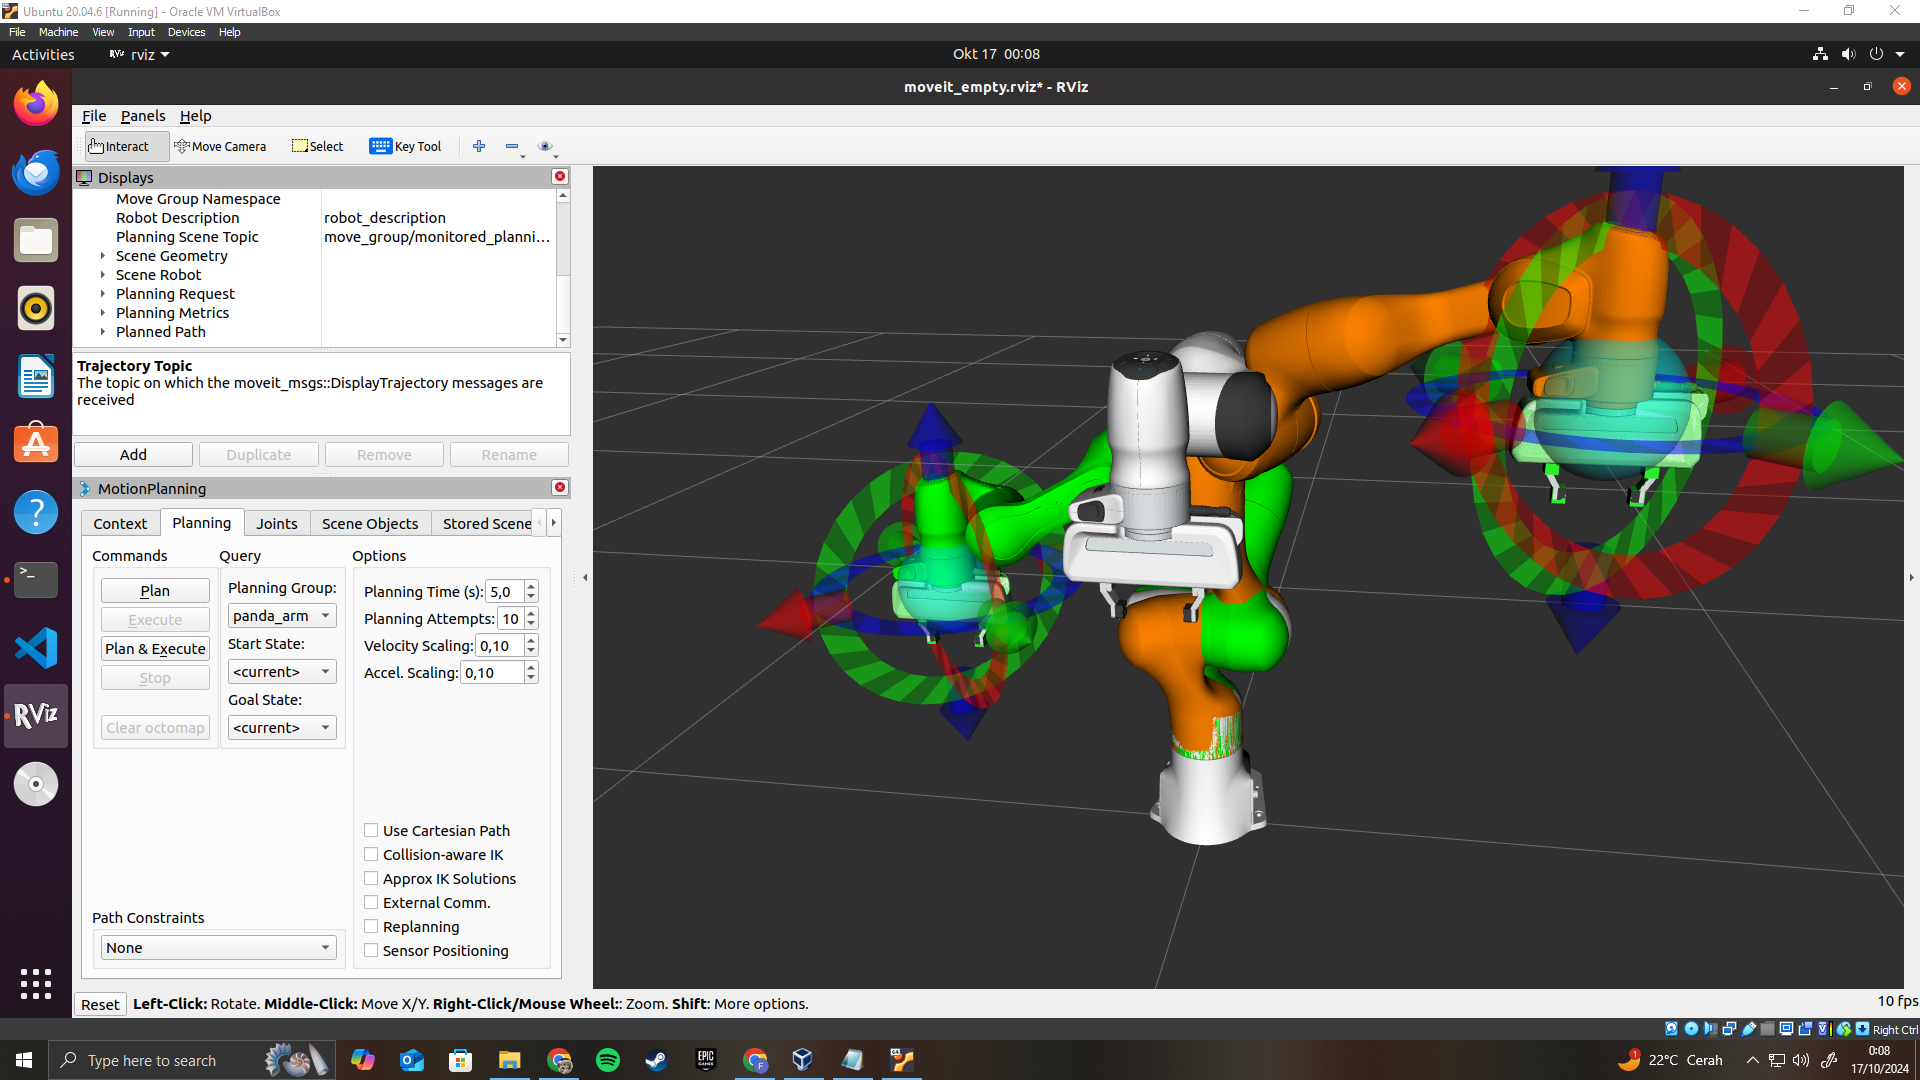 Ubuntu 20.04.6 [Running] - Oracle VM VirtualBox
File Machine View Input Devices Help
Activities RViz rviz Okt 17 00:08
moveit_empty.rviz* - RViz
File Panels Help
Interact Move Camera Select Key Tool
Displays
Move Group Namespace
Robot Description robot_description
Planning Scene Topic move_group/monitored_planni...
Scene Geometry
Scene Robot
Planning Request
Planning Metrics
Planned Path
Trajectory Topic
The topic on which the moveit_msgs::DisplayTrajectory messages are
received
Add Duplicate Remove Rename
MotionPlanning
Context Planning Joints Scene Objects Stored Scene
Commands Query Options
Plan
Execute
Plan & Execute
Stop
Clear octomap
Planning Group:
panda_arm
Start State:
<current>
Goal State:
<current>
Planning Time (s): 5,0
Planning Attempts: 10
Velocity Scaling: 0,10
Accel. Scaling: 0,10
Use Cartesian Path
Collision-aware IK
Approx IK Solutions
External Comm.
Replanning
Sensor Positioning
Path Constraints
None
RViz
Reset Left-Click: Rotate. Middle-Click: Move X/Y. Right-Click/Mouse Wheel:: Zoom. Shift: More options. 10 fps
Right Ctrl
Type here to search
EPIC GAMES
F
64
1
22°C Cerah
0:08
17/10/2024